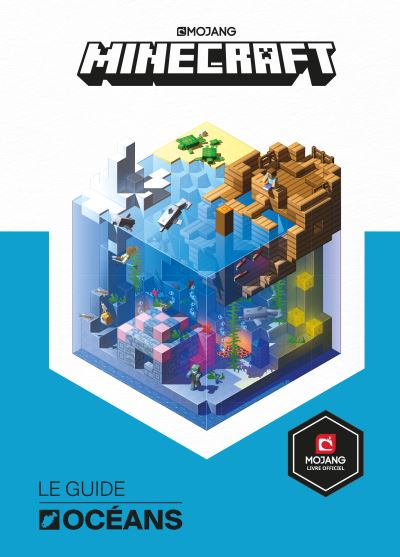 MOJANG
MINECRAFT
MOJANG
LIVRE OFFICIEL
LE GUIDE
OCÉANS